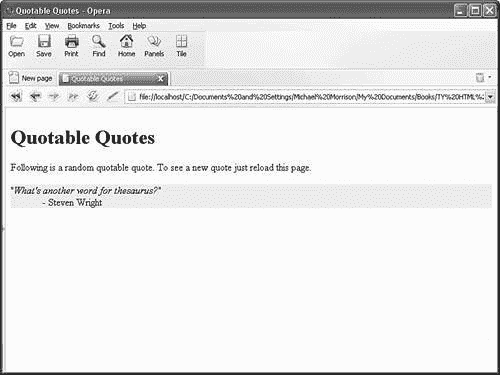 Quotable Quotes - Opera
File Edit View Bookmarks Tools Help
Open Save Print Find Home Panels Tile
New page Quotable Quotes
file://localhost/C:/Documents%20and%20Settings/Michael%20Morrison/My%20Documents/Books/TY%20HTML%2
Quotable Quotes
Following is a random quotable quote. To see a new quote just reload this page.
"What's another word for thesaurus?"
- Steven Wright